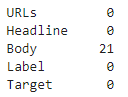 URLs 0
Headline 0
Body 21
Label 0
Target 0